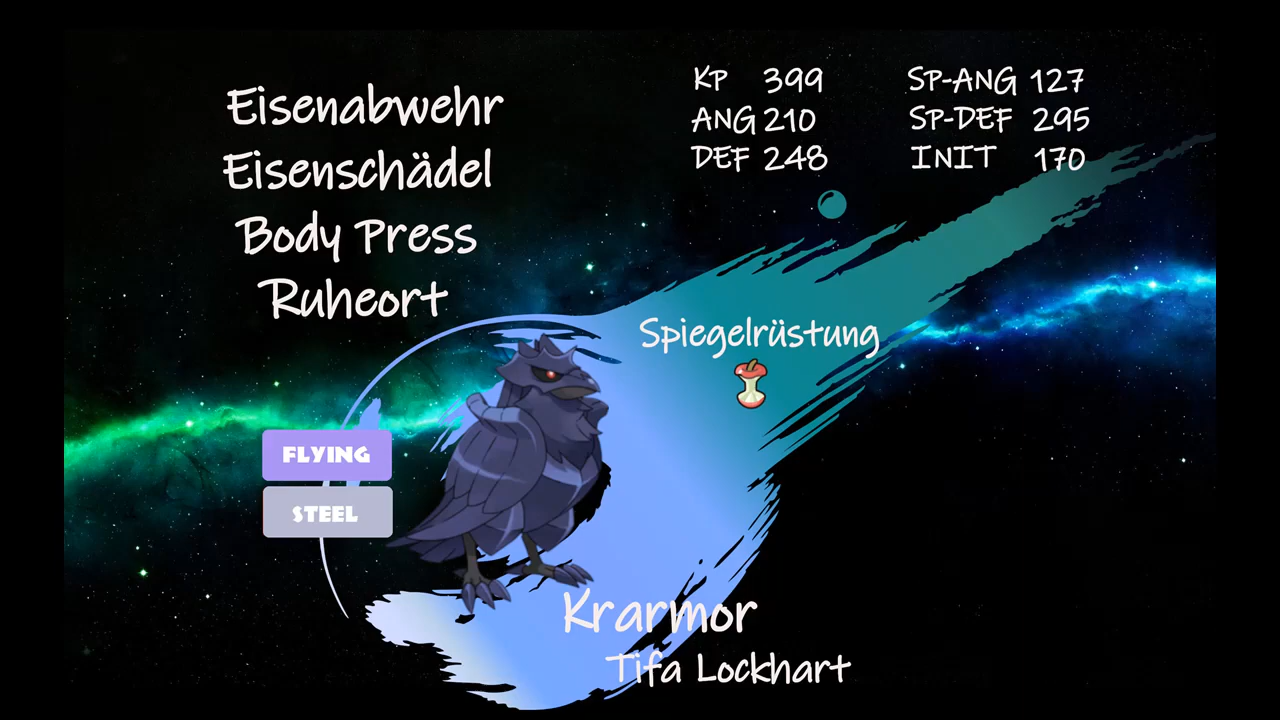 Eisenabwehr
Eisenschädel
Body Press
Ruheort
KP 399
ANG 210
DEF 248
SP-ANG 127
SP-DEF 295
INIT 170
Spiegelrüstung
FLYING
STEEL
Krarmor
Tifa Lockhart